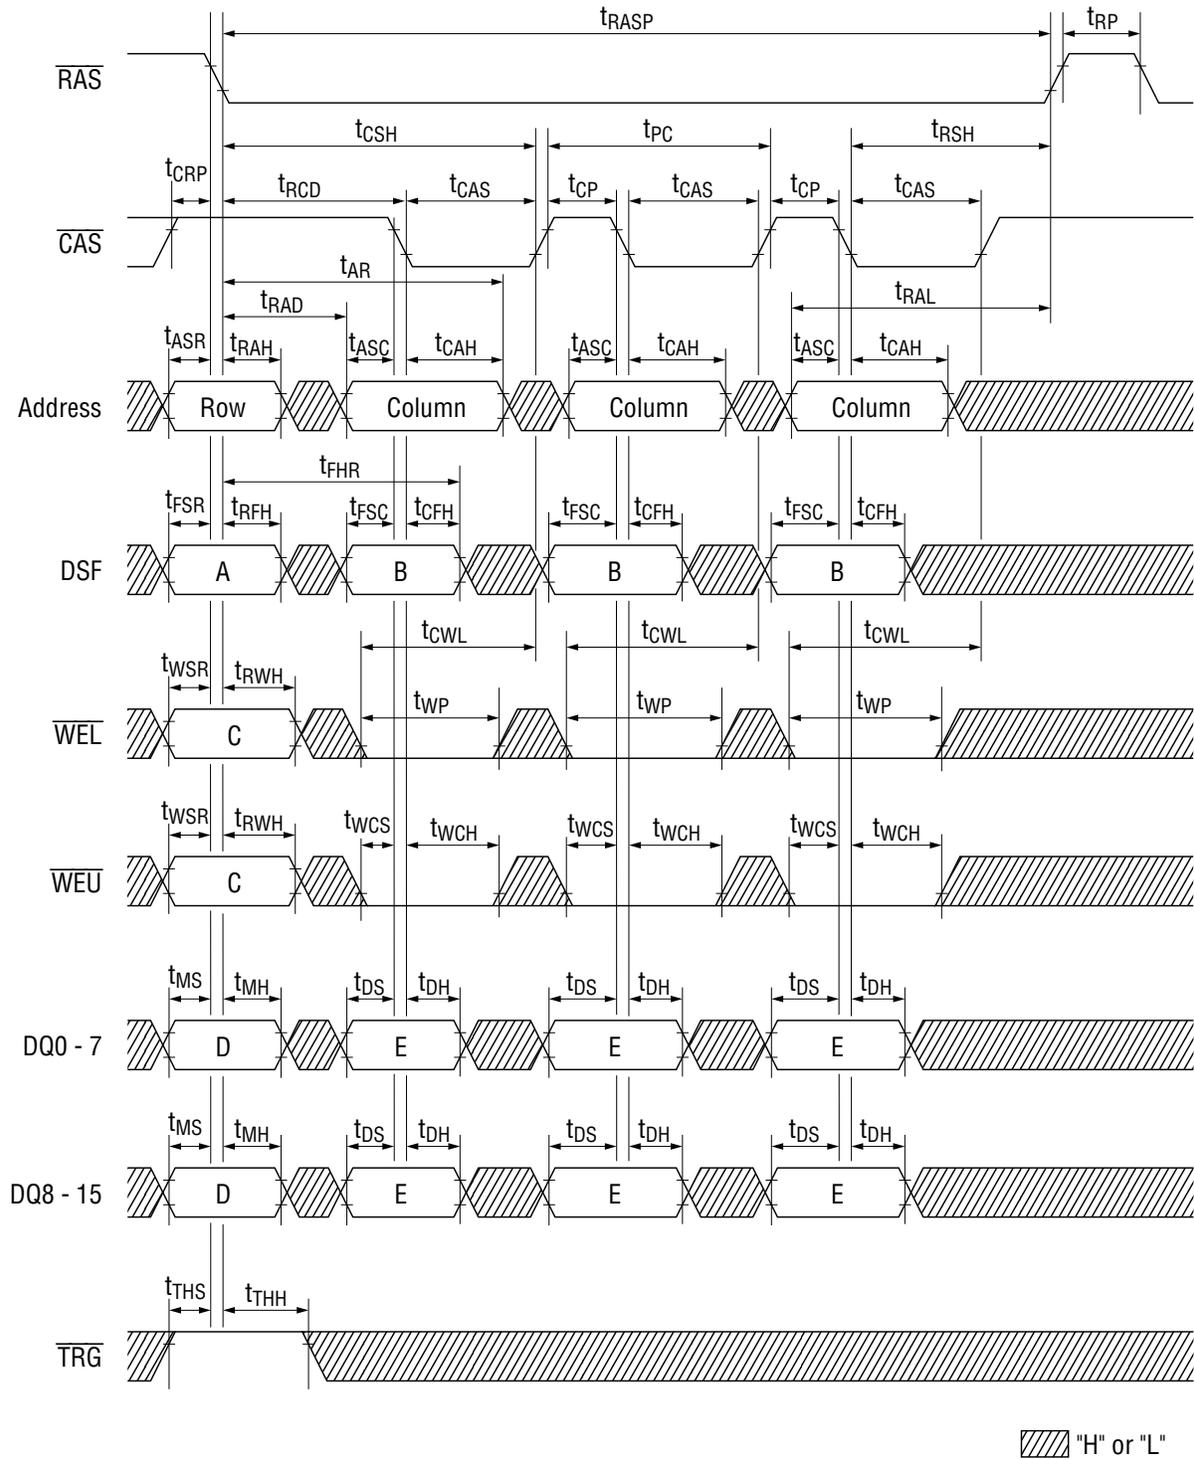 tRASP tRP
RAS
tCSH tPC tRSH
tCRP tRCD tCAS tCP tCAS tCP tCAS
CAS
tAR
tRAD tRAL
tASR tRAH tASC tCAH tASC tCAH tASC tCAH
Address Row Column Column Column
tFHR
tFSR tRFH tFSC tCFH tFSC tCFH tFSC tCFH
DSF A B B B
tCWL tCWL tCWL
tWSR tRWH tWP tWP tWP
WEL C
tWSR tRWH tWCS tWCH tWCS tWCH tWCS tWCH
WEU C
tMS tMH tDS tDH tDS tDH tDS tDH
DQ0 - 7 D E E E
tMS tMH tDS tDH tDS tDH tDS tDH
DQ8 - 15 D E E E
tTHS tTHH
TRG
"H" or "L"